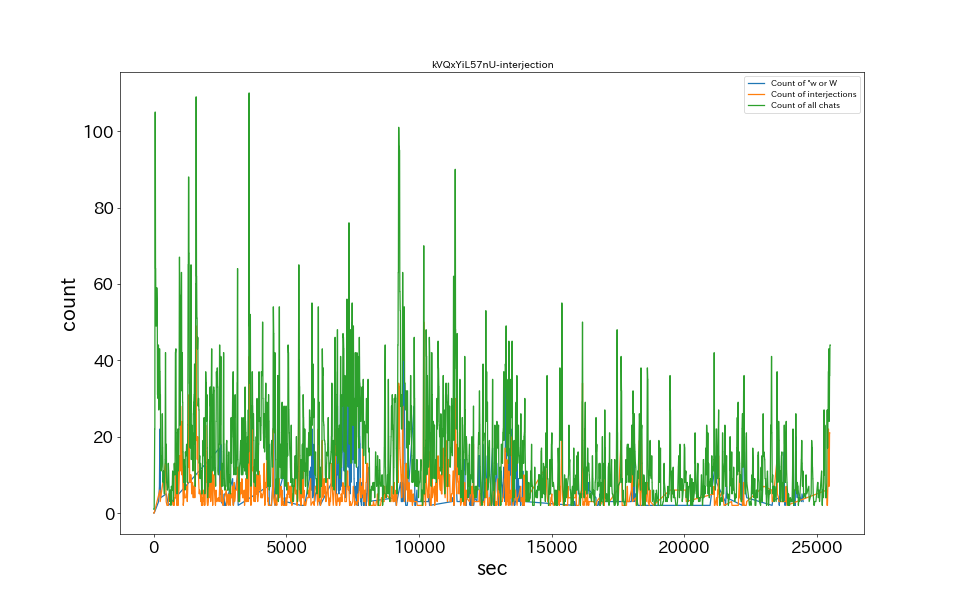 kVQxYiL57nU-interjection
Count of "w or W
Count of interjections
Count of all chats
100
80
60
40
20
0
count
0 5000 10000 15000 20000 25000
sec